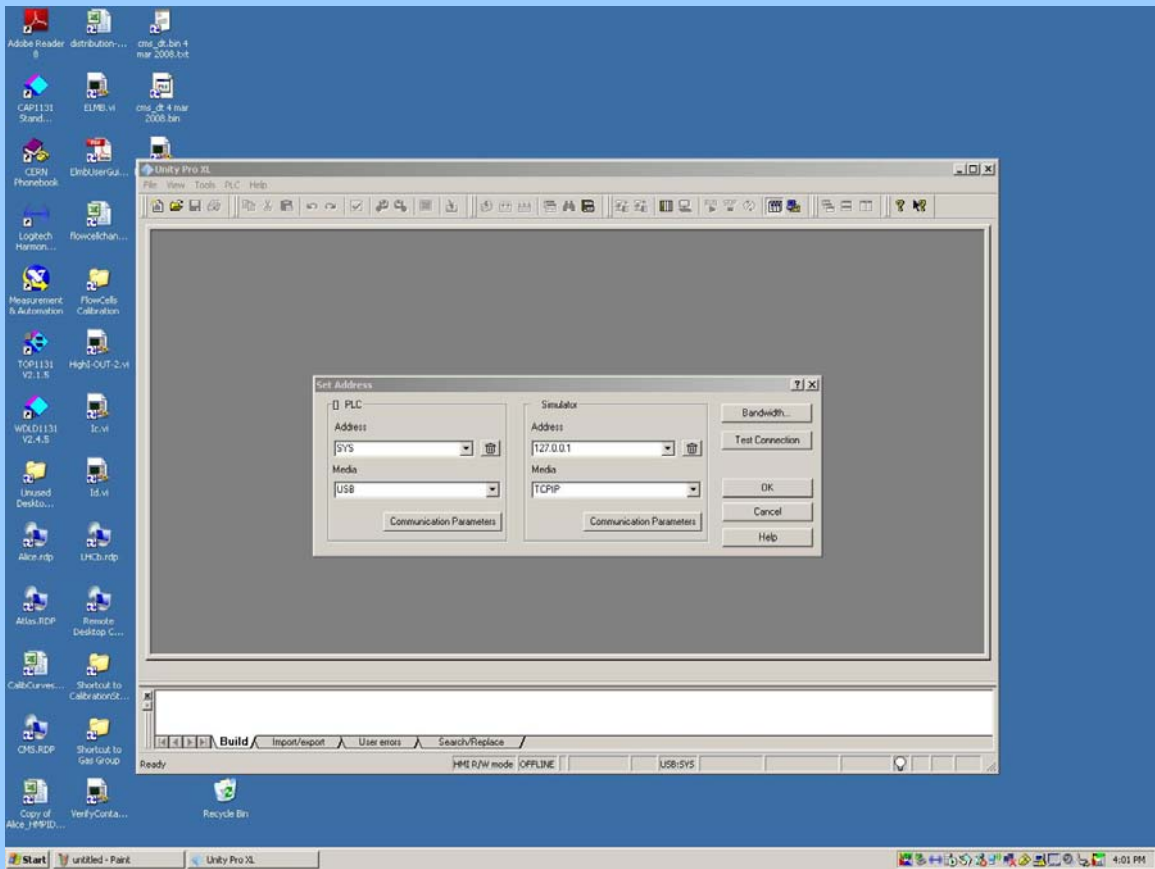 Adobe Reader 8
distribution-...
cms_dt.bin 4 mar 2008.txt
CAP1131 Stand...
ELMB.vi
cms_dt 4 mar 2008.bin
CERN Phonebook
ElmbUserGui...
Logitech Harmon...
flowcellchan...
Measurement & Automation
FlowCells Calibration
TOP1131 V2.1.5
HighI-OUT-2.vi
WDLD1131 V2.4.5
Ic.vi
Unused Deskto...
Id.vi
Alice.rdp
LHCb.rdp
Atlas.RDP
Remote Desktop C...
CalibCurves...
Shortcut to CalibrationSt...
CMS.RDP
Shortcut to Gas Group
Copy of Alice_HMPID...
VerifyConta...
Recycle Bin
Unity Pro XL
File View Tools PLC Help
Set Address
[] PLC
Address
SYS
Media
USB
Communication Parameters
Simulator
Address
127.0.0.1
Media
TCPIP
Communication Parameters
Bandwidth...
Test Connection
OK
Cancel
Help
Build Import/export User errors Search/Replace
Ready HMI R/W mode OFFLINE USB:SYS
Start untitled - Paint Unity Pro XL 4:01 PM